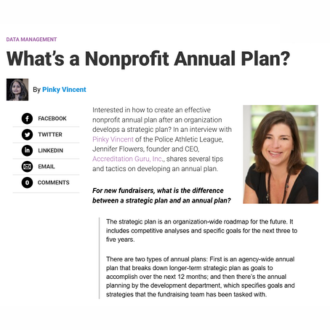 DATA MANAGEMENT
What's a Nonprofit Annual Plan?
By Pinky Vincent
FACEBOOK
TWITTER
LINKEDIN
EMAIL
0 COMMENTS
Interested in how to create an effective
nonprofit annual plan after an organization
develops a strategic plan? In an interview with
Pinky Vincent of the Police Athletic League,
Jennifer Flowers, founder and CEO,
Accreditation Guru, Inc., shares several tips
and tactics on developing an annual plan.
For new fundraisers, what is the difference
between a strategic plan and an annual plan?
The strategic plan is an organization-wide roadmap for the future. It
includes competitive analyses and specific goals for the next three to
five years.
There are two types of annual plans: First is an agency-wide annual
plan that breaks down longer-term strategic plan as goals to
accomplish over the next 12 months; and then there's the annual
planning by the development department, which specifies goals and
strategies that the fundraising team has been tasked with.